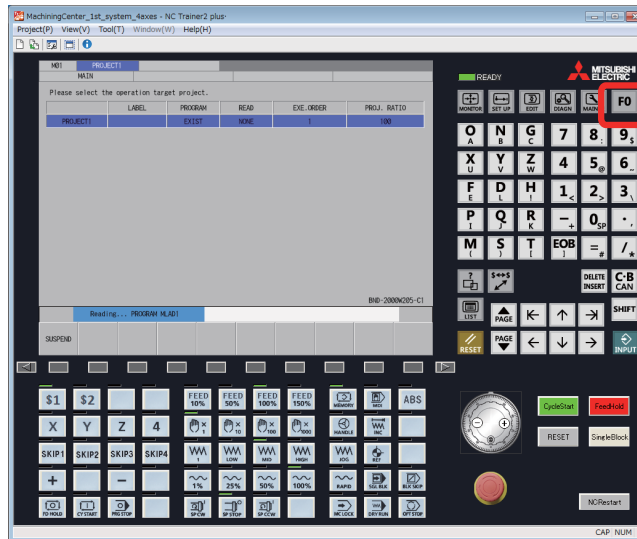 MachiningCenter_1st_system_4axes - NC Trainer2 plus
Project(P) View(V) Tool(T) Window(W) Help(H)
M01 PROJECT1
MAIN
Please select the operation target project.
LABEL PROGRAM READ EXE.ORDER PROJ. RATIO
PROJECT1 EXIST NONE 1 100
BND-2000W205-C1
Reading... PROGRAM MLAD1
SUSPEND
READY
MITSUBISHI
ELECTRIC
MONITOR SET UP EDIT DIAGN MAIN F0
O A N B G C 7 8 9 $
X U Y V Z W 4 5 6
F E D L H ! 1 < 2 > 3 \
P I Q J R K - + 0 SP . ,
M ( S ) T [ EOB ] = # / *
? $↔$ DELETE INSERT C·B CAN
LIST PAGE SHIFT
RESET PAGE INPUT
$1 $2 FEED 10% FEED 50% FEED 100% FEED 150% MEMORY MDI ABS
X Y Z 4 × 1 × 10 × 100 × 1000 HANDLE INC
SKIP1 SKIP2 SKIP3 SKIP4 1 LOW MID HIGH JOG REF
+ - 1% 25% 50% 100% RAPID SGL BLK BLK SKIP
FD HOLD CY START PRG STOP SP CW SP STOP SP CCW MC LOCK DRY RUN OPT STOP
CycleStart FeedHold
RESET SingleBlock
NCRestart
CAP NUM